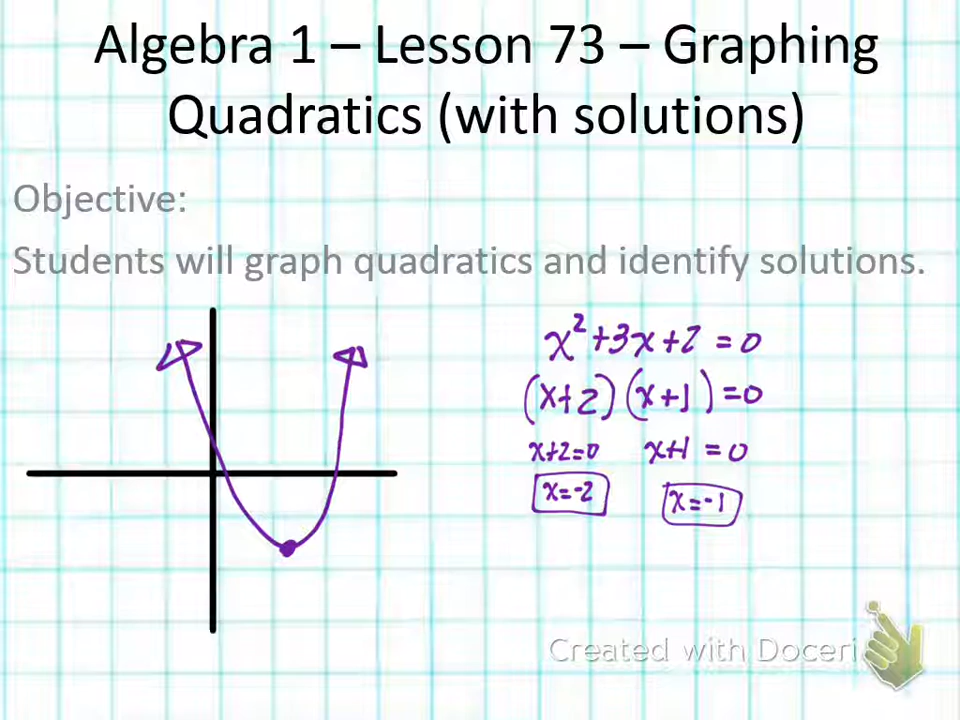 Algebra 1 – Lesson 73 – Graphing
Quadratics (with solutions)
Objective:
Students will graph quadratics and identify solutions.
x²+3x+2=0
(x+2)(x+1)=0
x+2=0 x+1=0
x=-2 x=-1
Created with Doceri